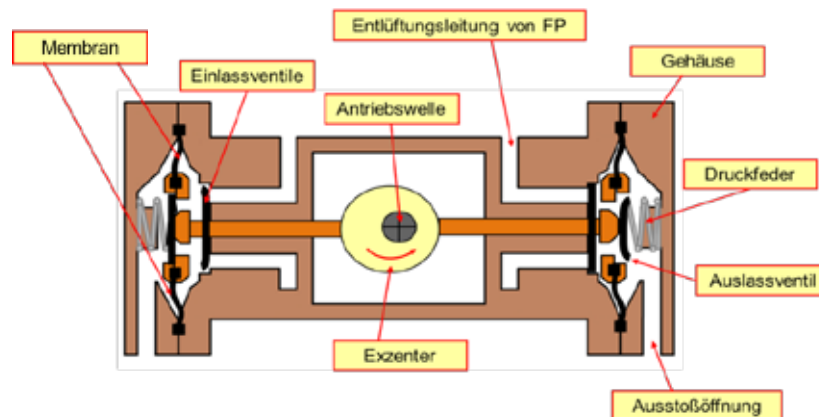 Entlüftungsleitung von FP
Membran
Gehäuse
Einlassventile
Antriebswelle
Druckfeder
Auslassventil
Exzenter
Ausstoßöffnung